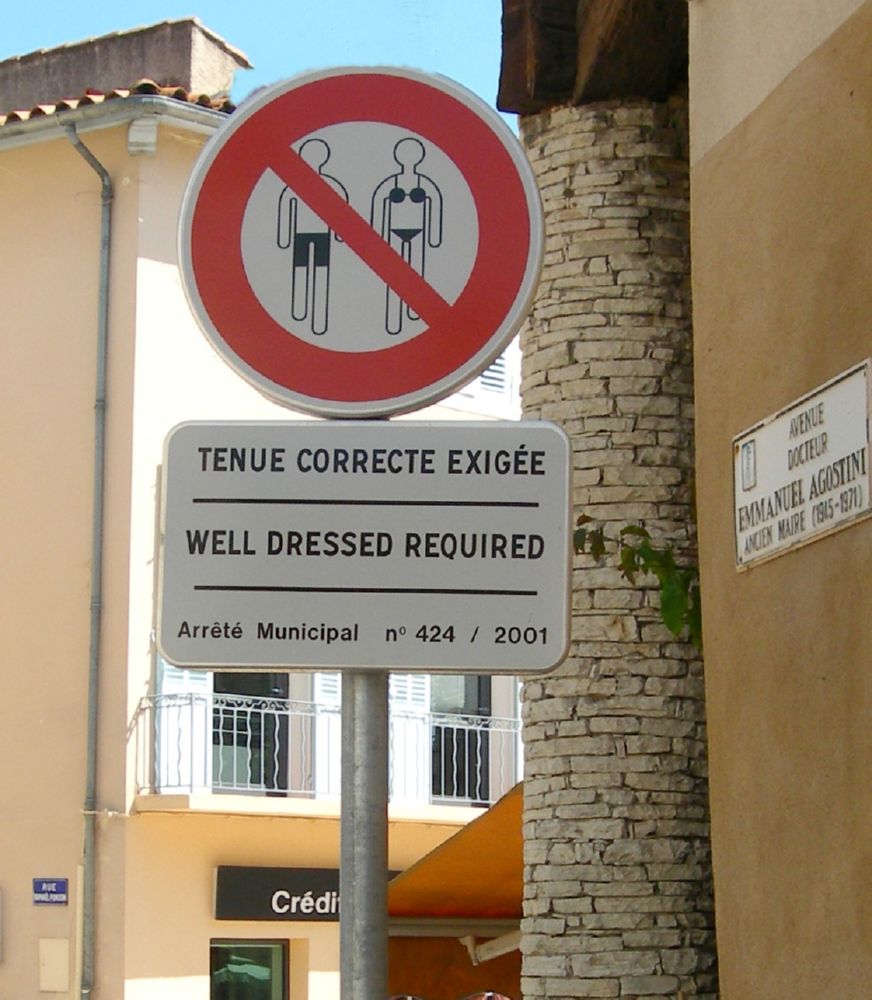 TENUE CORRECTE EXIGÉE
WELL DRESSED REQUIRED
Arrêté Municipal nº 424 / 2001
AVENUE
DOCTEUR
EMMANUEL AGOSTINI
ANCIEN MAIRE (1945-1971)
RUE
Crédi